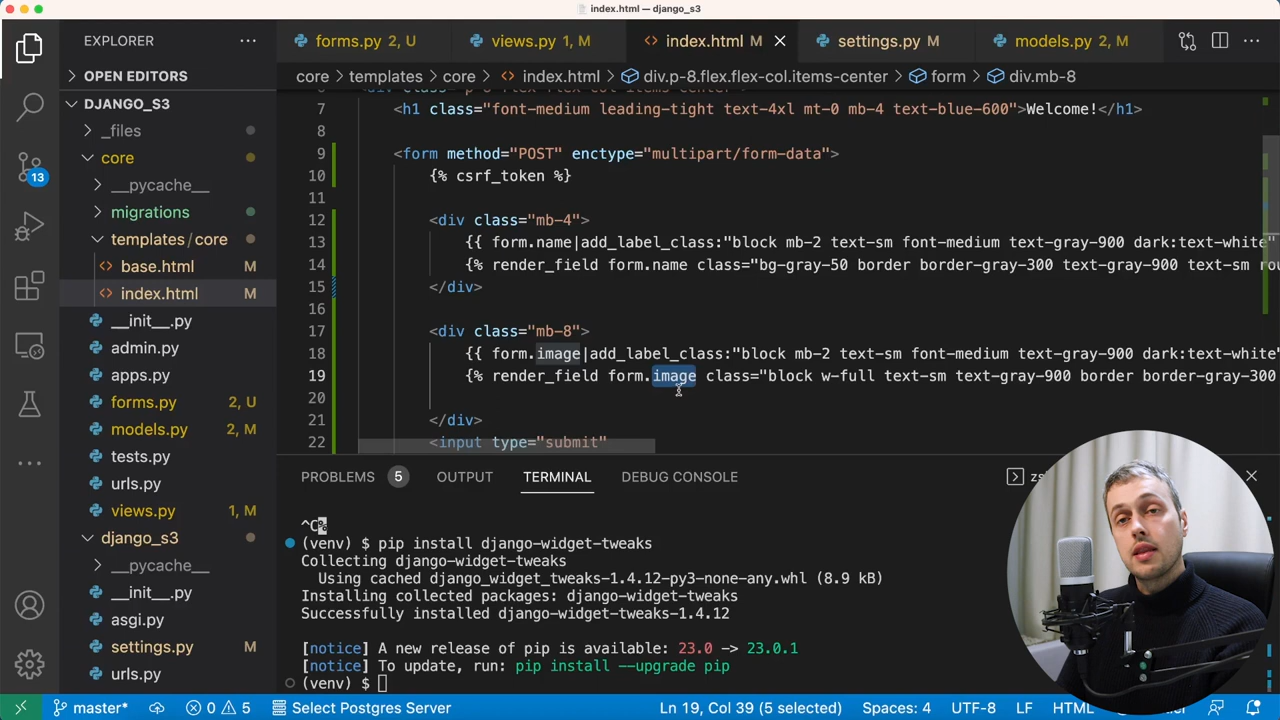 index.html — django_s3
EXPLORER
forms.py 2, U
views.py 1, M
index.html M
settings.py M
models.py 2, M
OPEN EDITORS
core > templates > core > index.html > div.p-8.flex.flex-col.items-center > form > div.mb-8
DJANGO_S3
_files
core
__pycache__
migrations
templates/core
base.html M
index.html M
__init__.py
admin.py
apps.py
forms.py 2, U
models.py 2, M
tests.py
urls.py
views.py 1, M
django_s3
__pycache__
__init__.py
asgi.py
settings.py M
urls.py
13
7 <h1 class="font-medium leading-tight text-4xl mt-0 mb-4 text-blue-600">Welcome!</h1>
8
9 <form method="POST" enctype="multipart/form-data">
10 {% csrf_token %}
11
12 <div class="mb-4">
13 {{ form.name|add_label_class:"block mb-2 text-sm font-medium text-gray-900 dark:text-white"
14 {% render_field form.name class="bg-gray-50 border border-gray-300 text-gray-900 text-sm rou
15 </div>
16
17 <div class="mb-8">
18 {{ form.image|add_label_class:"block mb-2 text-sm font-medium text-gray-900 dark:text-white"
19 {% render_field form.image class="block w-full text-sm text-gray-900 border border-gray-300
20
21 </div>
22 <input type="submit"
PROBLEMS 5 OUTPUT TERMINAL DEBUG CONSOLE
^C%
(venv) $ pip install django-widget-tweaks
Collecting django-widget-tweaks
Using cached django_widget_tweaks-1.4.12-py3-none-any.whl (8.9 kB)
Installing collected packages: django-widget-tweaks
Successfully installed django-widget-tweaks-1.4.12
[notice] A new release of pip is available: 23.0 -> 23.0.1
[notice] To update, run: pip install --upgrade pip
(venv) $
master* 0 5 Select Postgres Server Ln 19, Col 39 (5 selected) Spaces: 4 UTF-8 LF HTML